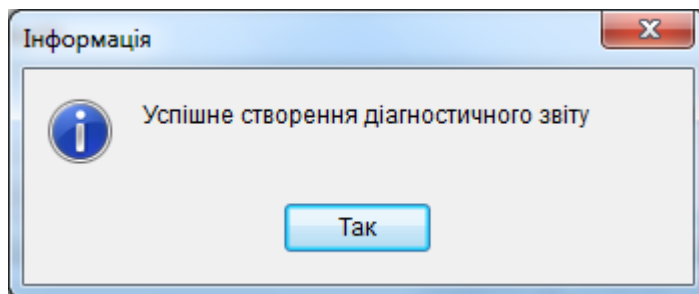 Інформація
Успішне створення діагностичного звіту
Так